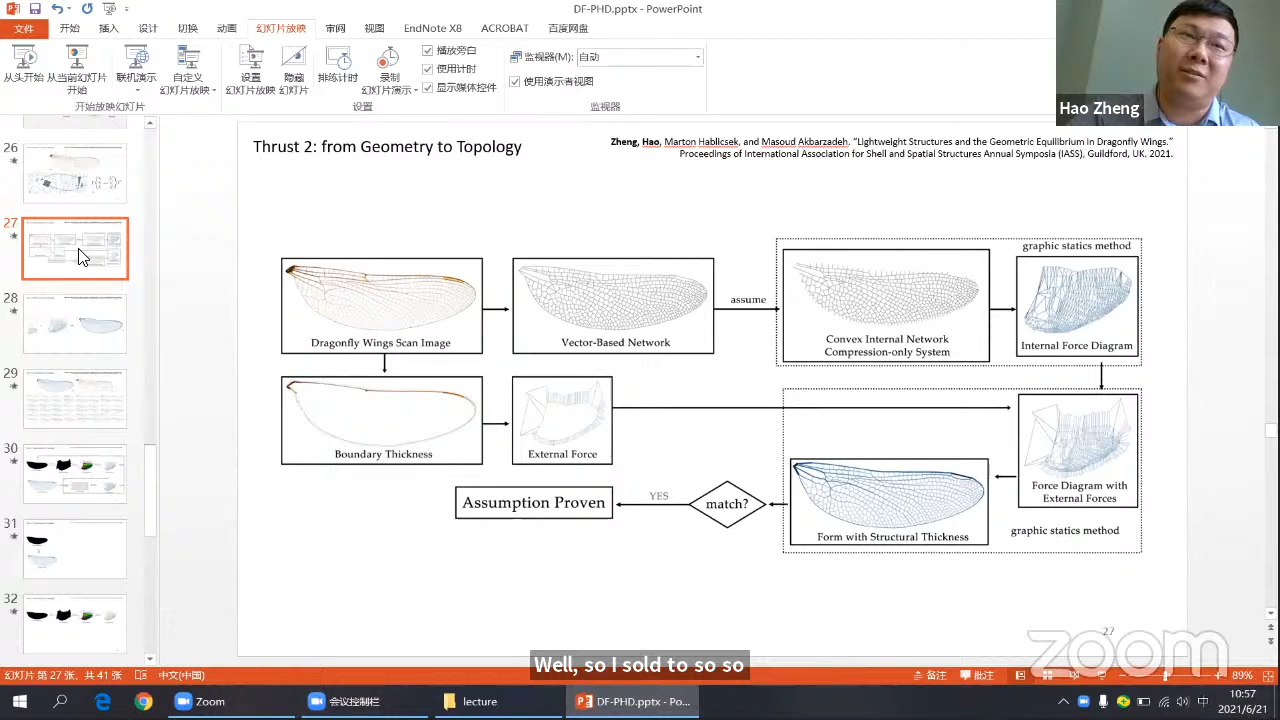 DF-PHD.pptx - PowerPoint
文件 开始 插入 设计 切换 动画 幻灯片放映 审阅 视图 EndNote X8 ACROBAT 百度网盘
从头开始 从当前幻灯片 开始 联机演示 自定义 幻灯片放映 设置 幻灯片放映 隐藏 幻灯片 排练计时 录制 幻灯片演示
播放旁白
使用计时
显示媒体控件
监视器(M): 自动
使用演示者视图
开始放映幻灯片 设置 监视器
Hao Zheng
26
27
28
29
30
31
32
Thrust 2: from Geometry to Topology
Zheng, Hao, Marton Hablicsek, and Masoud Akbarzadeh. "Lightweight Structures and the Geometric Equilibrium in Dragonfly Wings."
Proceedings of International Association for Shell and Spatial Structures Annual Symposia (IASS), Guildford, UK. 2021.
graphic statics method
Dragonfly Wings Scan Image
Vector-Based Network
assume
Convex Internal Network
Compression-only System
Internal Force Diagram
Boundary Thickness
External Force
Force Diagram with
External Forces
Assumption Proven
YES
match?
Form with Structural Thickness
graphic statics method
27
zoom
Well, so I sold to so so
幻灯片 第 27 张，共 41 张 中文(中国) 备注 批注 89%
Zoom 会议控制栏 lecture DF-PHD.pptx - Po... 中 10:57
2021/6/21